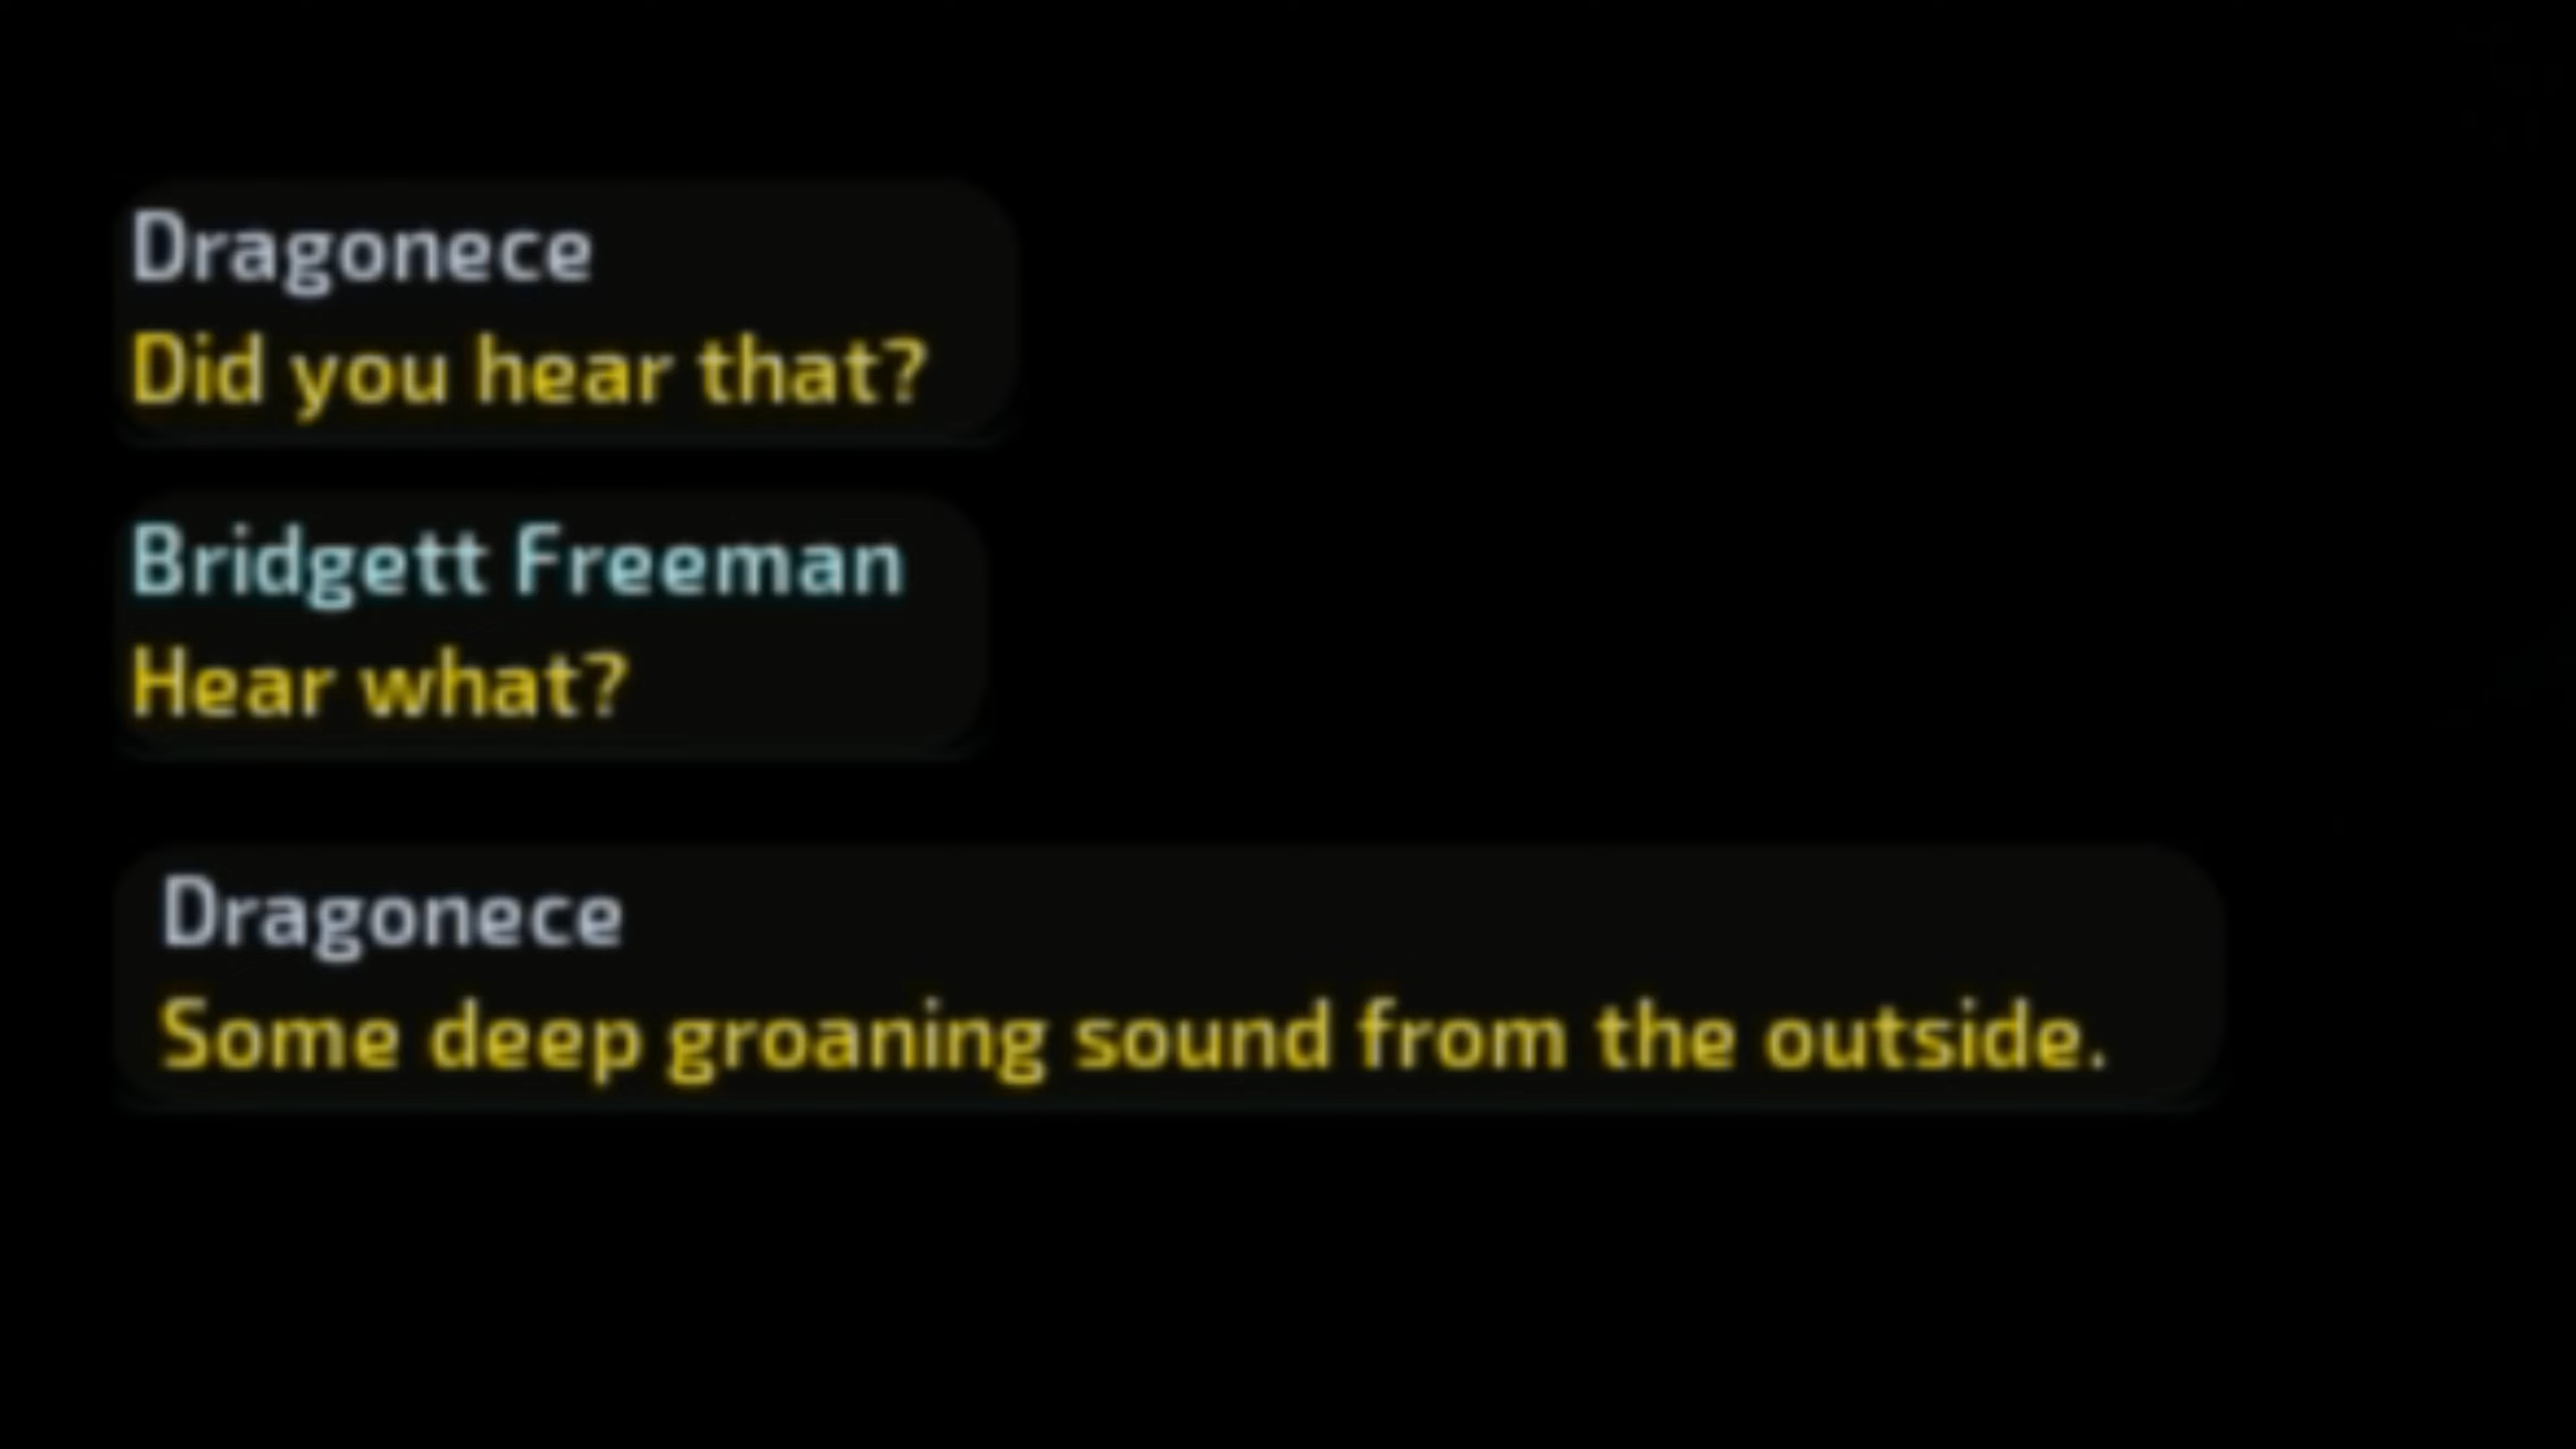 Dragonece
Did you hear that?
Bridgett Freeman
Hear what?
Dragonece
Some deep groaning sound from the outside.